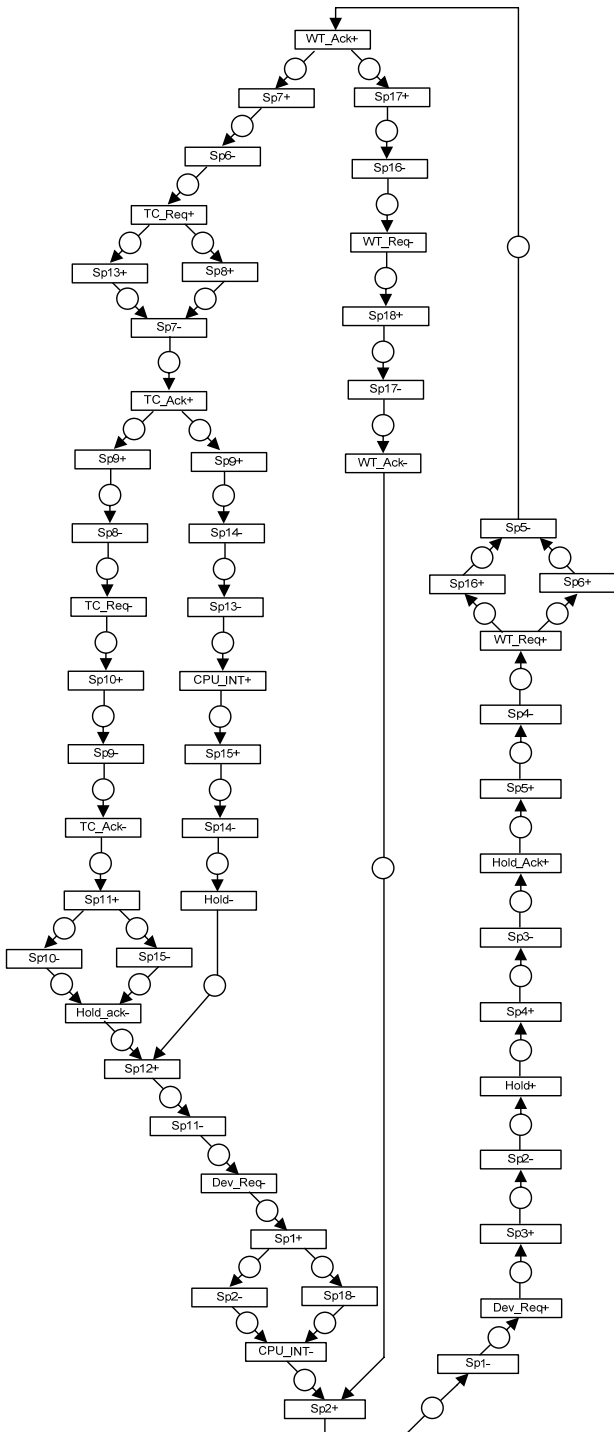 WT_Ack+
Sp7+
Sp17+
Sp6-
Sp16-
TC_Req+
WT_Req-
Sp13+
Sp8+
Sp18+
Sp7-
Sp17-
TC_Ack+
WT_Ack-
Sp9+
Sp9+
Sp8-
Sp14-
TC_Req-
Sp13-
Sp10+
CPU_INT+
Sp9-
Sp15+
TC_Ack-
Sp14-
Sp11+
Hold-
Sp10-
Sp15-
Hold_ack-
Sp12+
Sp11-
Dev_Req-
Sp1+
Sp2-
Sp18-
CPU_INT-
Sp2+
Sp5-
Sp16+
Sp6+
WT_Req+
Sp4-
Sp5+
Hold_Ack+
Sp3-
Sp4+
Hold+
Sp2-
Sp3+
Dev_Req+
Sp1-